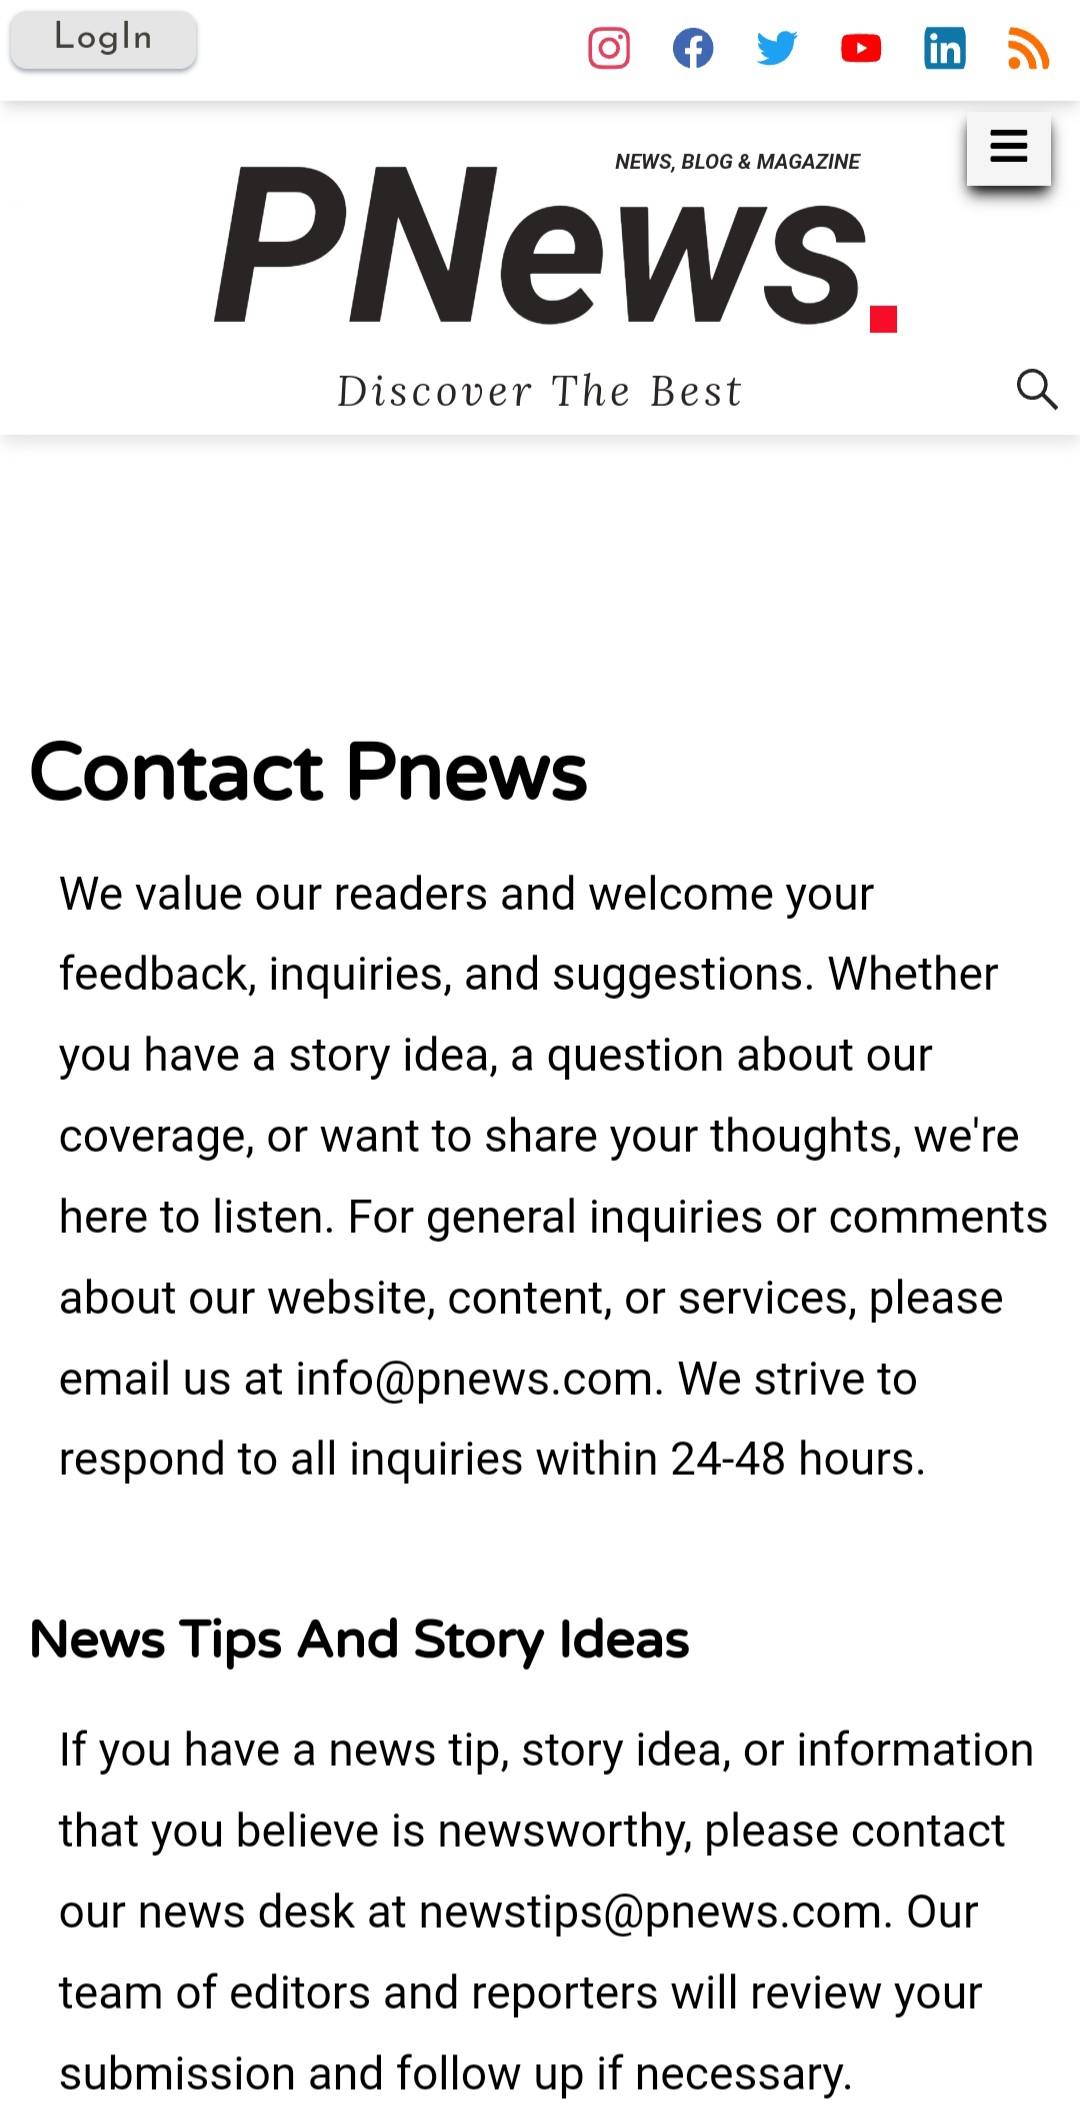 LogIn
NEWS, BLOG & MAGAZINE
PNews.
Discover The Best
Contact Pnews
We value our readers and welcome your
feedback, inquiries, and suggestions. Whether
you have a story idea, a question about our
coverage, or want to share your thoughts, we're
here to listen. For general inquiries or comments
about our website, content, or services, please
email us at info@pnews.com. We strive to
respond to all inquiries within 24-48 hours.
News Tips And Story Ideas
If you have a news tip, story idea, or information
that you believe is newsworthy, please contact
our news desk at newstips@pnews.com. Our
team of editors and reporters will review your
submission and follow up if necessary.